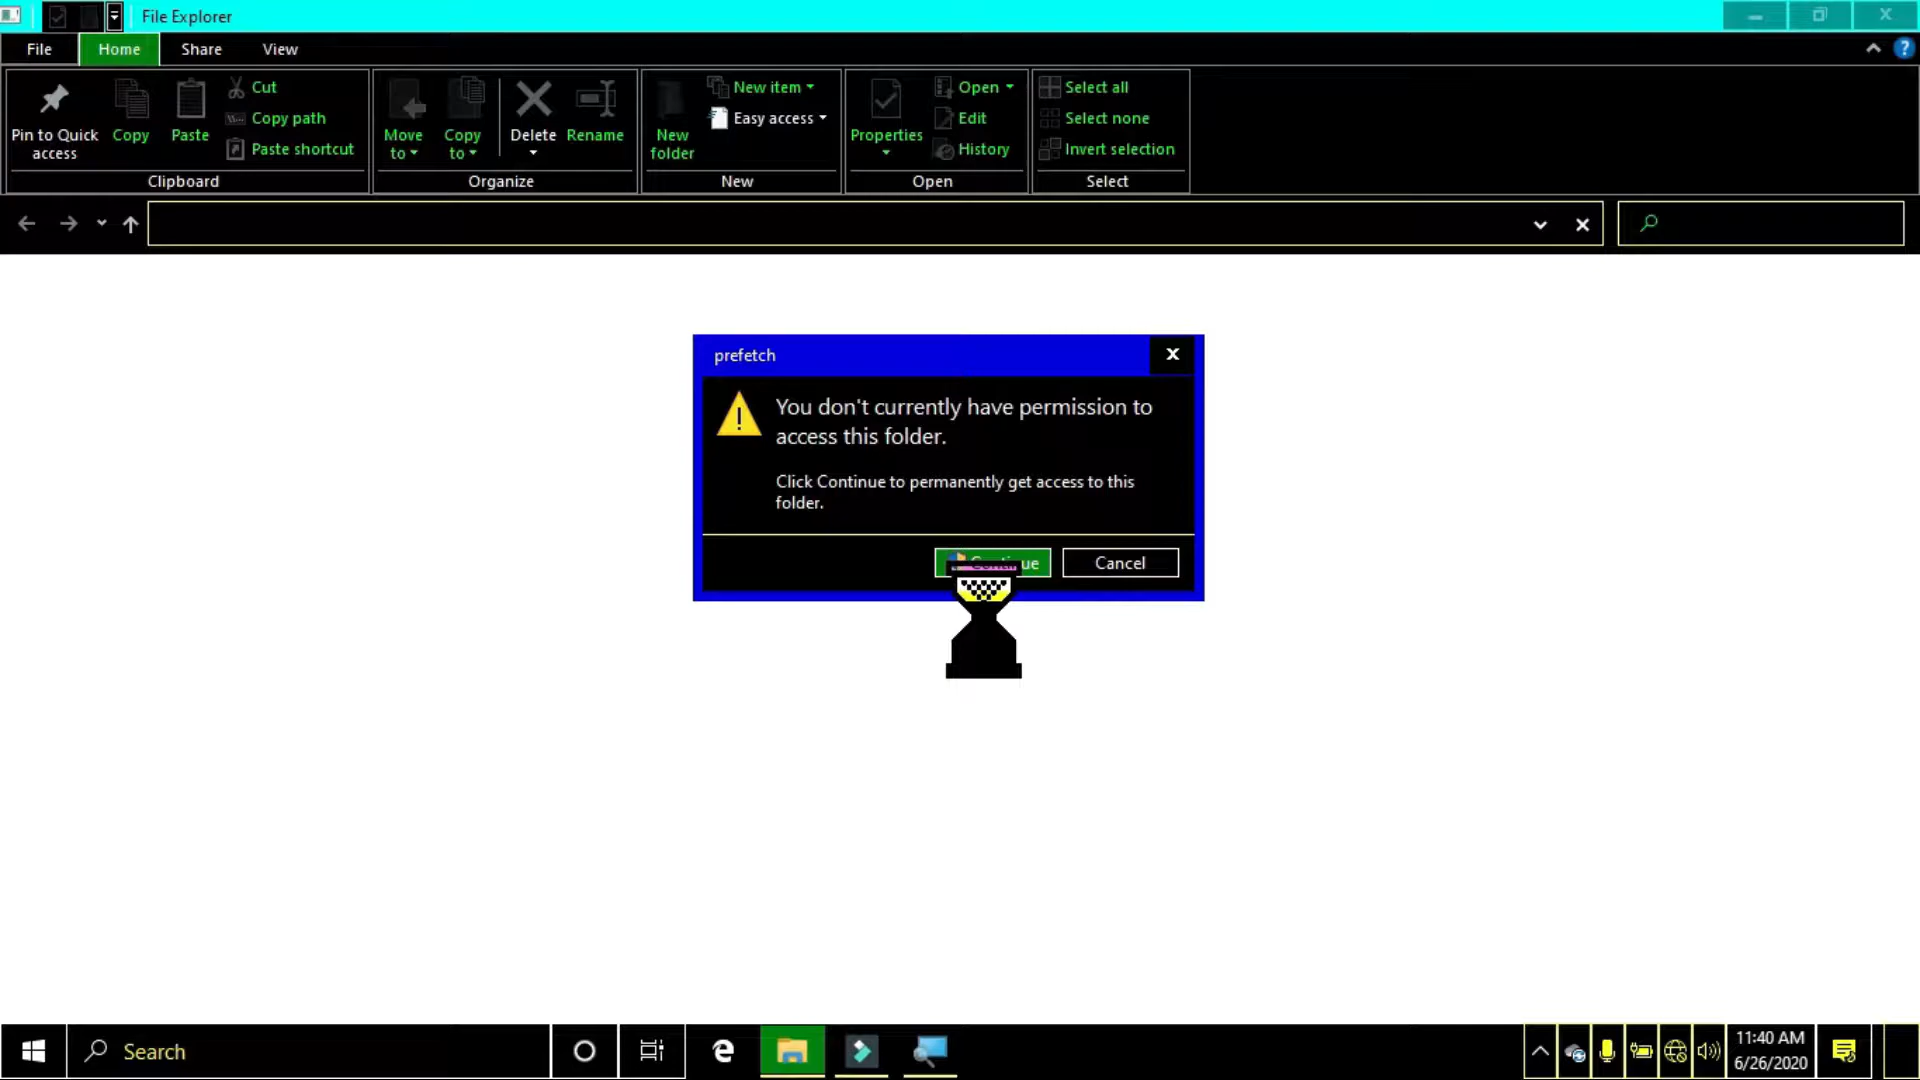 File Explorer
File
Home
Share
View
Pin to Quick
access
Copy
Paste
Cut
Copy path
Paste shortcut
Clipboard
Move
to
Copy
to
Delete
Rename
Organize
New
folder
New item
Easy access
New
Properties
Open
Edit
History
Open
Select all
Select none
Invert selection
Select
prefetch
You don't currently have permission to
access this folder.
Click Continue to permanently get access to this
folder.
Continue
Cancel
Search
11:40 AM
6/26/2020